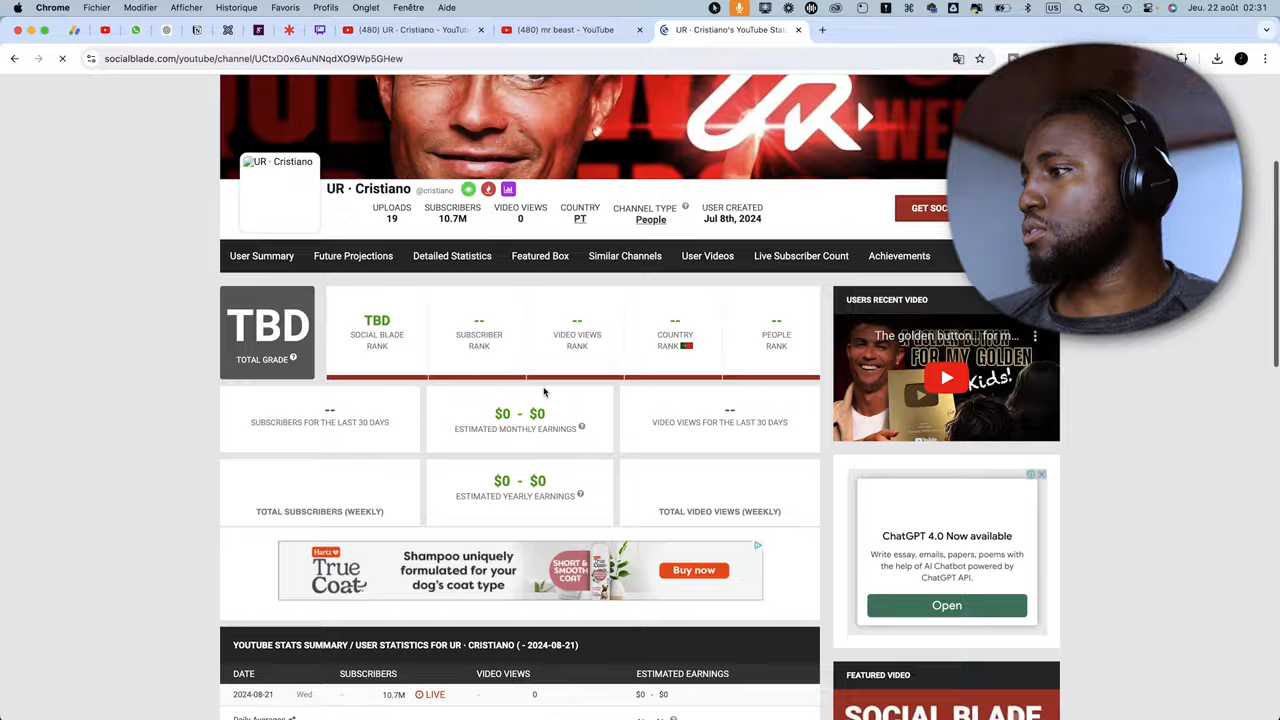 Chrome Fichier Modifier Afficher Historique Favoris Profils Onglet Fenêtre Aide
US
Jeu. 22 août 02:31
(480) UR · Cristiano - YouTu
(480) mr beast - YouTube
UR · Cristiano's YouTube Stat
socialblade.com/youtube/channel/UCtxD0x6AuNNqdXO9Wp5GHew
UR
UR · Cristiano
UR · Cristiano @cristiano
UPLOADS
19
SUBSCRIBERS
10.7M
VIDEO VIEWS
0
COUNTRY
PT
CHANNEL TYPE
People
USER CREATED
Jul 8th, 2024
GET SOC
User Summary Future Projections Detailed Statistics Featured Box Similar Channels User Videos Live Subscriber Count Achievements
TBD
TOTAL GRADE
TBD
SOCIAL BLADE
RANK
--
SUBSCRIBER
RANK
--
VIDEO VIEWS
RANK
--
COUNTRY
RANK
--
PEOPLE
RANK
--
SUBSCRIBERS FOR THE LAST 30 DAYS
$0 - $0
ESTIMATED MONTHLY EARNINGS
--
VIDEO VIEWS FOR THE LAST 30 DAYS
TOTAL SUBSCRIBERS (WEEKLY)
$0 - $0
ESTIMATED YEARLY EARNINGS
TOTAL VIDEO VIEWS (WEEKLY)
Hartz
True
Coat
Shampoo uniquely
formulated for your
dog's coat type
SHORT &
SMOOTH
COAT
Buy now
YOUTUBE STATS SUMMARY / USER STATISTICS FOR UR · CRISTIANO ( - 2024-08-21)
DATE SUBSCRIBERS VIDEO VIEWS ESTIMATED EARNINGS
2024-08-21 Wed -- 10.7M LIVE -- 0 $0 - $0
Daily Averages
USERS RECENT VIDEO
The golden button... for m...
FOR MY GOLDEN
Kids!
ChatGPT 4.0 Now available
Write essay, emails, papers, poems with
the help of AI Chatbot powered by
ChatGPT API.
Open
FEATURED VIDEO
SOCIAL BLADE